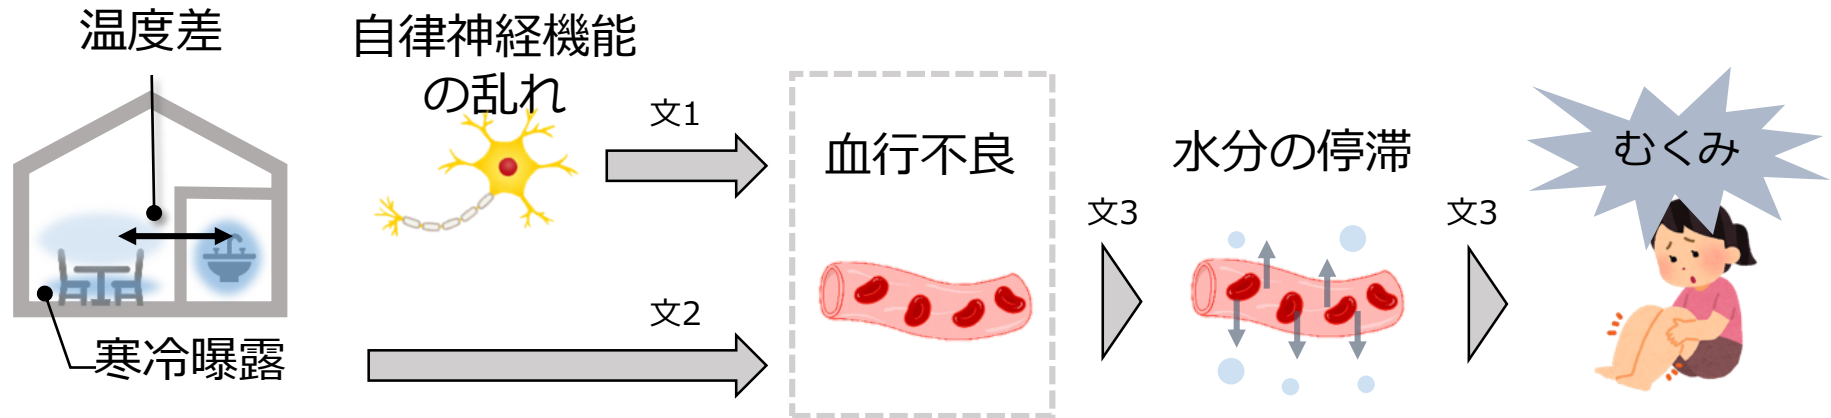 温度差
自律神経機能
の乱れ
文1
血行不良
水分の停滞
むくみ
文3
文3
文2
寒冷曝露